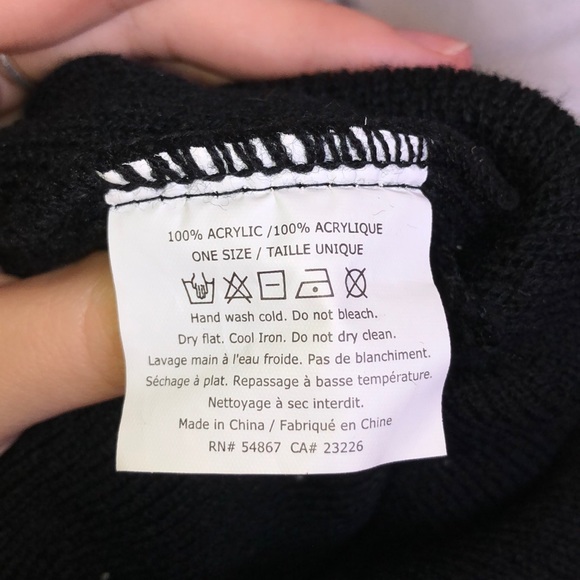 100% ACRYLIC /100% ACRYLIQUE
ONE SIZE / TAILLE UNIQUE
Hand wash cold. Do not bleach.
Dry flat. Cool Iron. Do not dry clean.
Lavage main à l'eau froide. Pas de blanchiment.
Séchage à plat. Repassage à basse température.
Nettoyage à sec interdit.
Made in China / Fabriqué en Chine
RN# 54867 CA# 23226